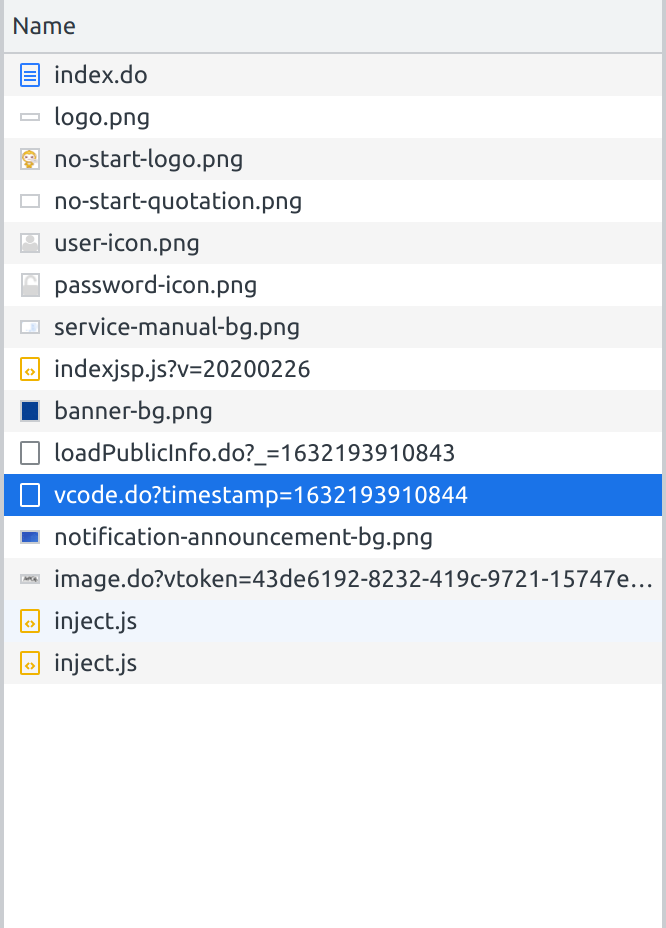 Name
index.do
logo.png
no-start-logo.png
no-start-quotation.png
user-icon.png
password-icon.png
service-manual-bg.png
indexjsp.js?v=20200226
banner-bg.png
loadPublicInfo.do?_=1632193910843
vcode.do?timestamp=1632193910844
notification-announcement-bg.png
image.do?vtoken=43de6192-8232-419c-9721-15747e…
inject.js
inject.js